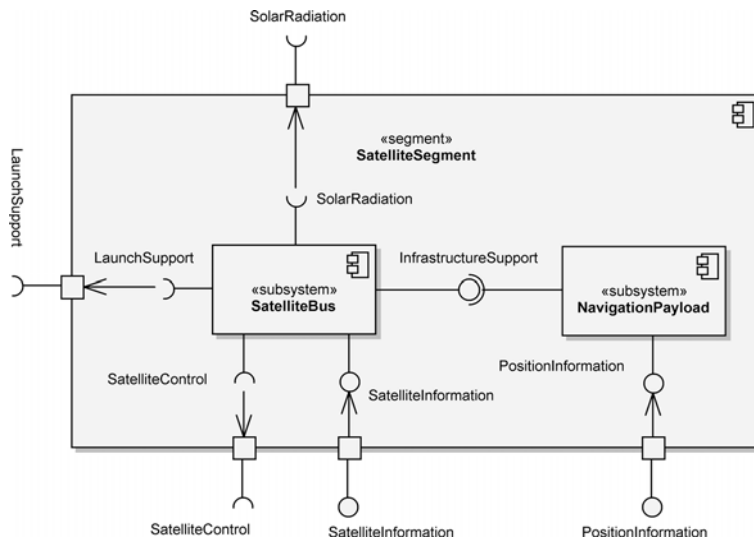 SolarRadiation
«segment»
SatelliteSegment
LaunchSupport
SolarRadiation
LaunchSupport
InfrastructureSupport
«subsystem»
SatelliteBus
«subsystem»
NavigationPayload
SatelliteControl
SatelliteInformation
PositionInformation
SatelliteControl
SatelliteInformation
PositionInformation